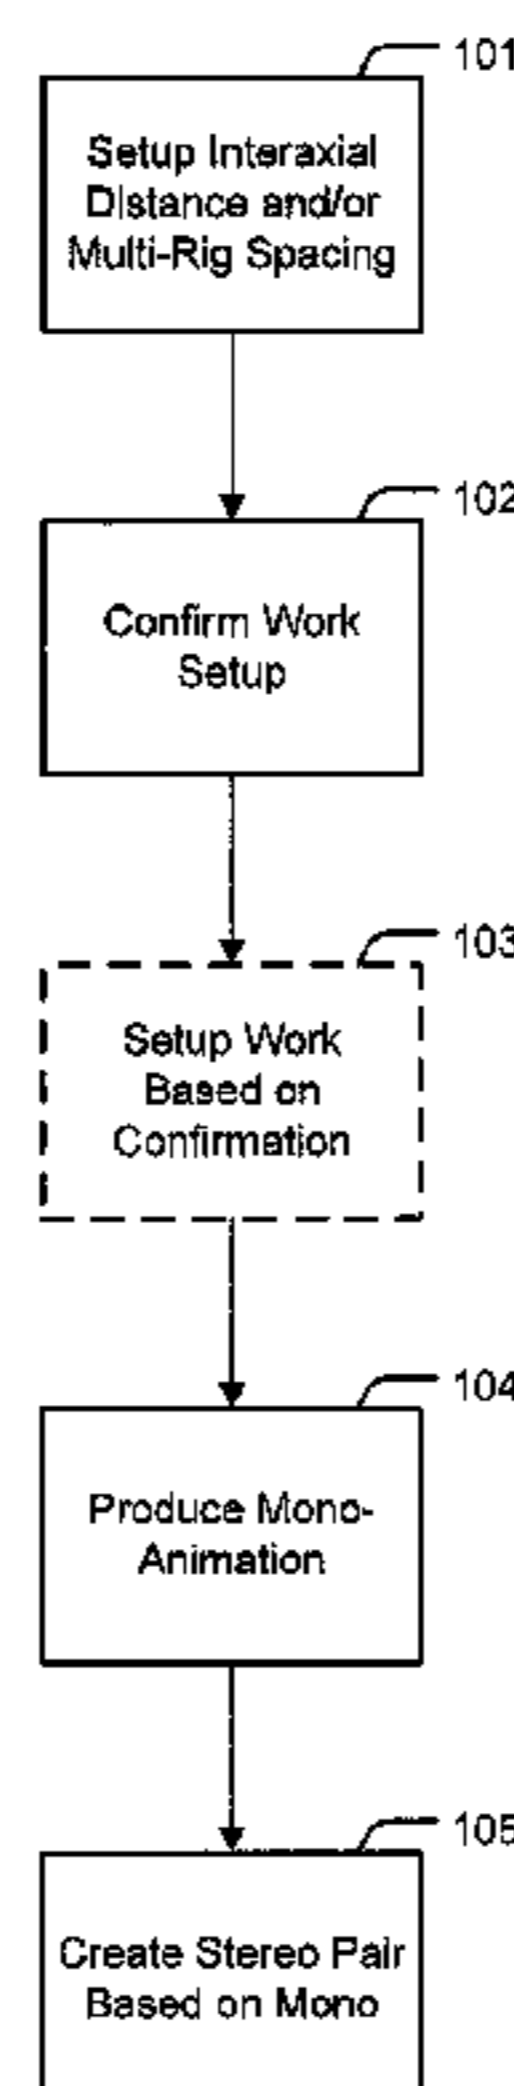 101
Setup Interaxial
Distance and/or
Multi-Rig Spacing
102
Confirm Work
Setup
103
Setup Work
Based on
Confirmation
104
Produce Mono-
Animation
105
Create Stereo Pair
Based on Mono